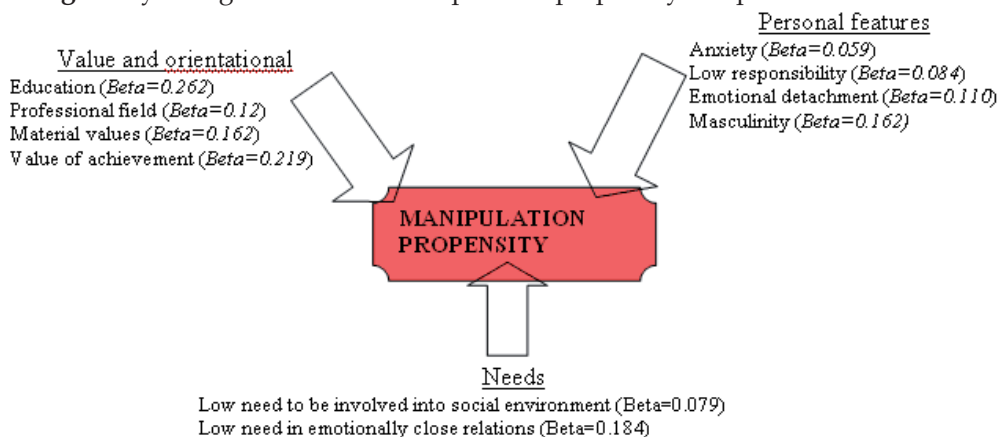 Personal features
Anxiety (Beta=0.059)
Low responsibility (Beta=0.084)
Emotional detachment (Beta=0.110)
Masculinity (Beta=0.162)
Value and orientational
Education (Beta=0.262)
Professional field (Beta=0.12)
Material values (Beta=0.162)
Value of achievement (Beta=0.219)
MANIPULATION
PROPENSITY
Needs
Low need to be involved into social environment (Beta=0.079)
Low need in emotionally close relations (Beta=0.184)